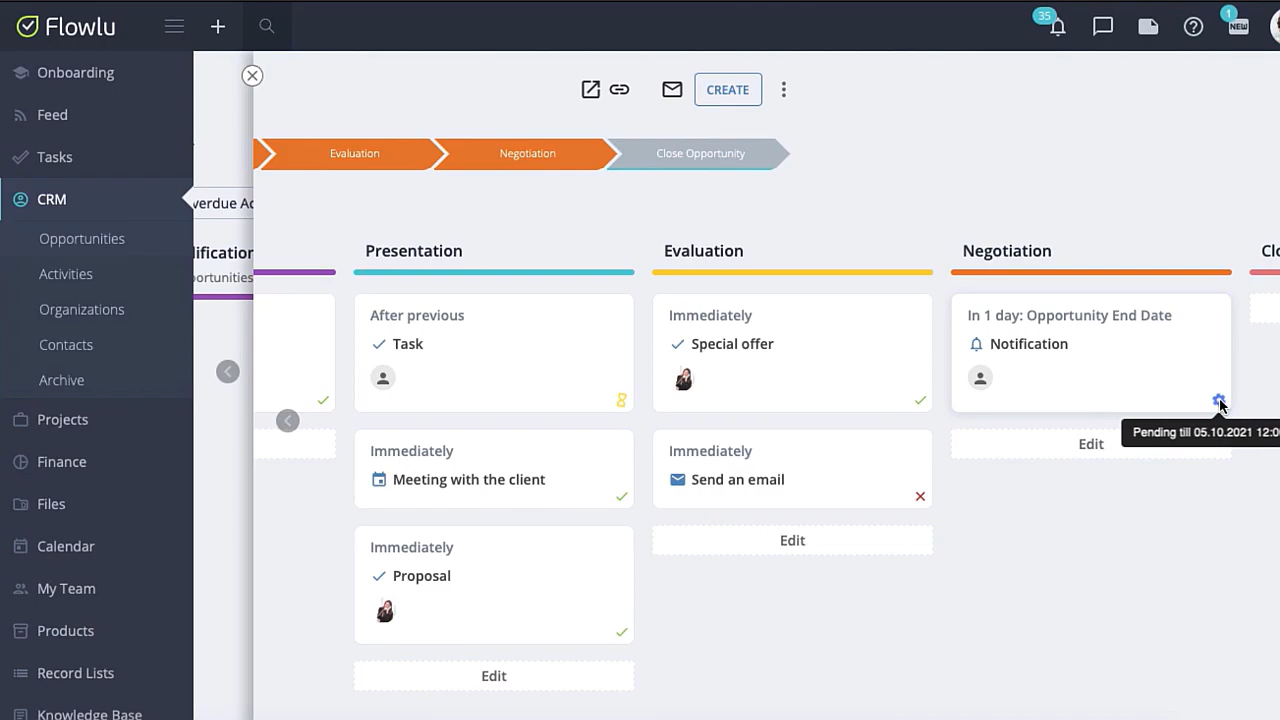 Flowlu
35
1
NEW
Onboarding
Feed
Tasks
CRM
Opportunities
Activities
Organizations
Contacts
Archive
Projects
Finance
Files
Calendar
My Team
Products
Record Lists
Knowledge Base
verdue Ac
lification
portunities
CREATE
Evaluation
Negotiation
Close Opportunity
Presentation
After previous
Task
Immediately
Meeting with the client
Immediately
Proposal
Edit
Evaluation
Immediately
Special offer
Immediately
Send an email
Edit
Negotiation
In 1 day: Opportunity End Date
Notification
Pending till 05.10.2021 12:0
Edit
Clo